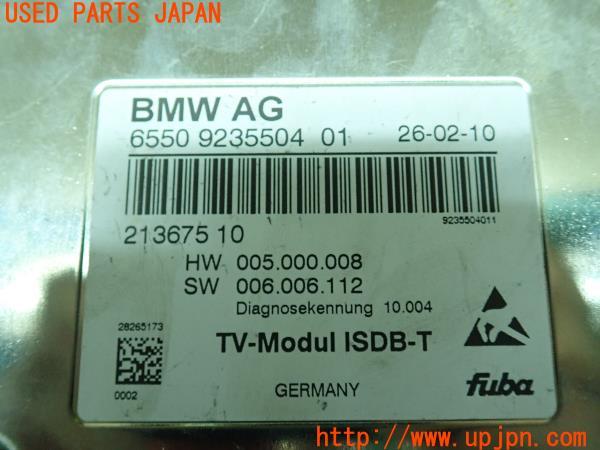 USED PARTS JAPAN
BMW AG
6550 9235504 01 26-02-10
9235504011
213675 10
HW 005.000.008
SW 006.006.112
Diagnosekennung 10.004
28265173
TV-Modul ISDB-T
0002
GERMANY
fuba
http://www.upjpn.com